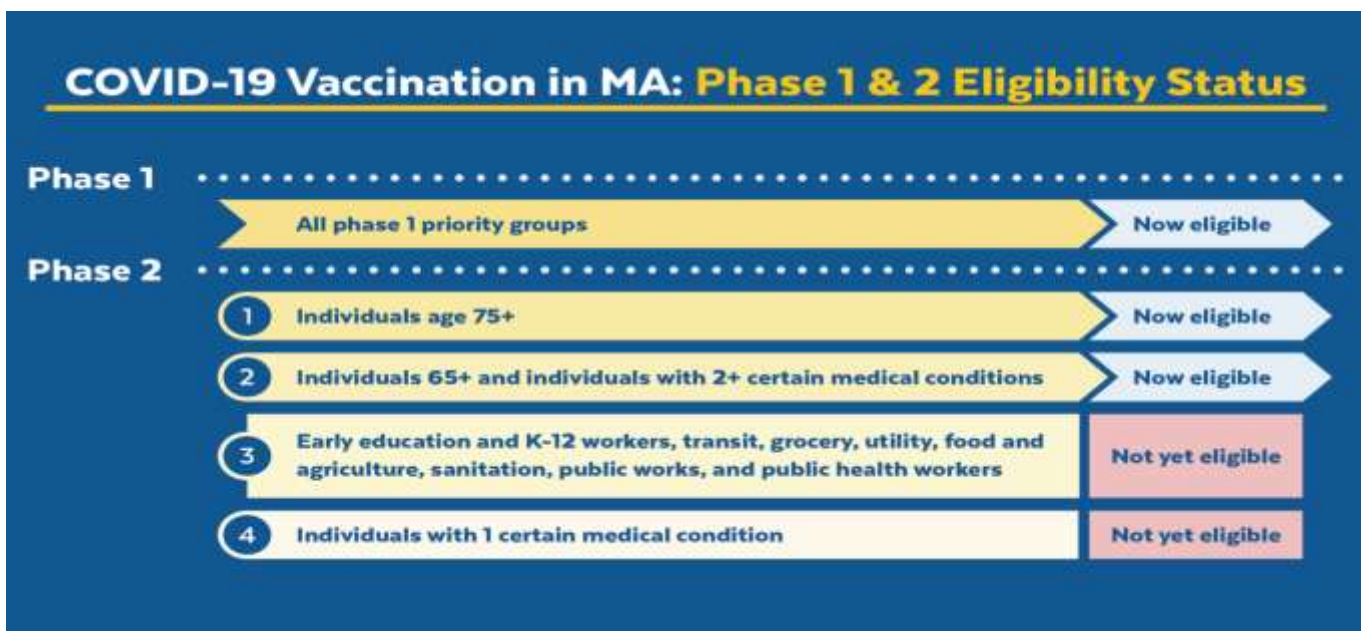 COVID-19 Vaccination in MA: Phase 1 & 2 Eligibility Status
Phase 1
All phase 1 priority groups
Now eligible
Phase 2
1
Individuals age 75+
Now eligible
2
Individuals 65+ and individuals with 2+ certain medical conditions
Now eligible
3
Early education and K-12 workers, transit, grocery, utility, food and
agriculture, sanitation, public works, and public health workers
Not yet eligible
4
Individuals with 1 certain medical condition
Not yet eligible